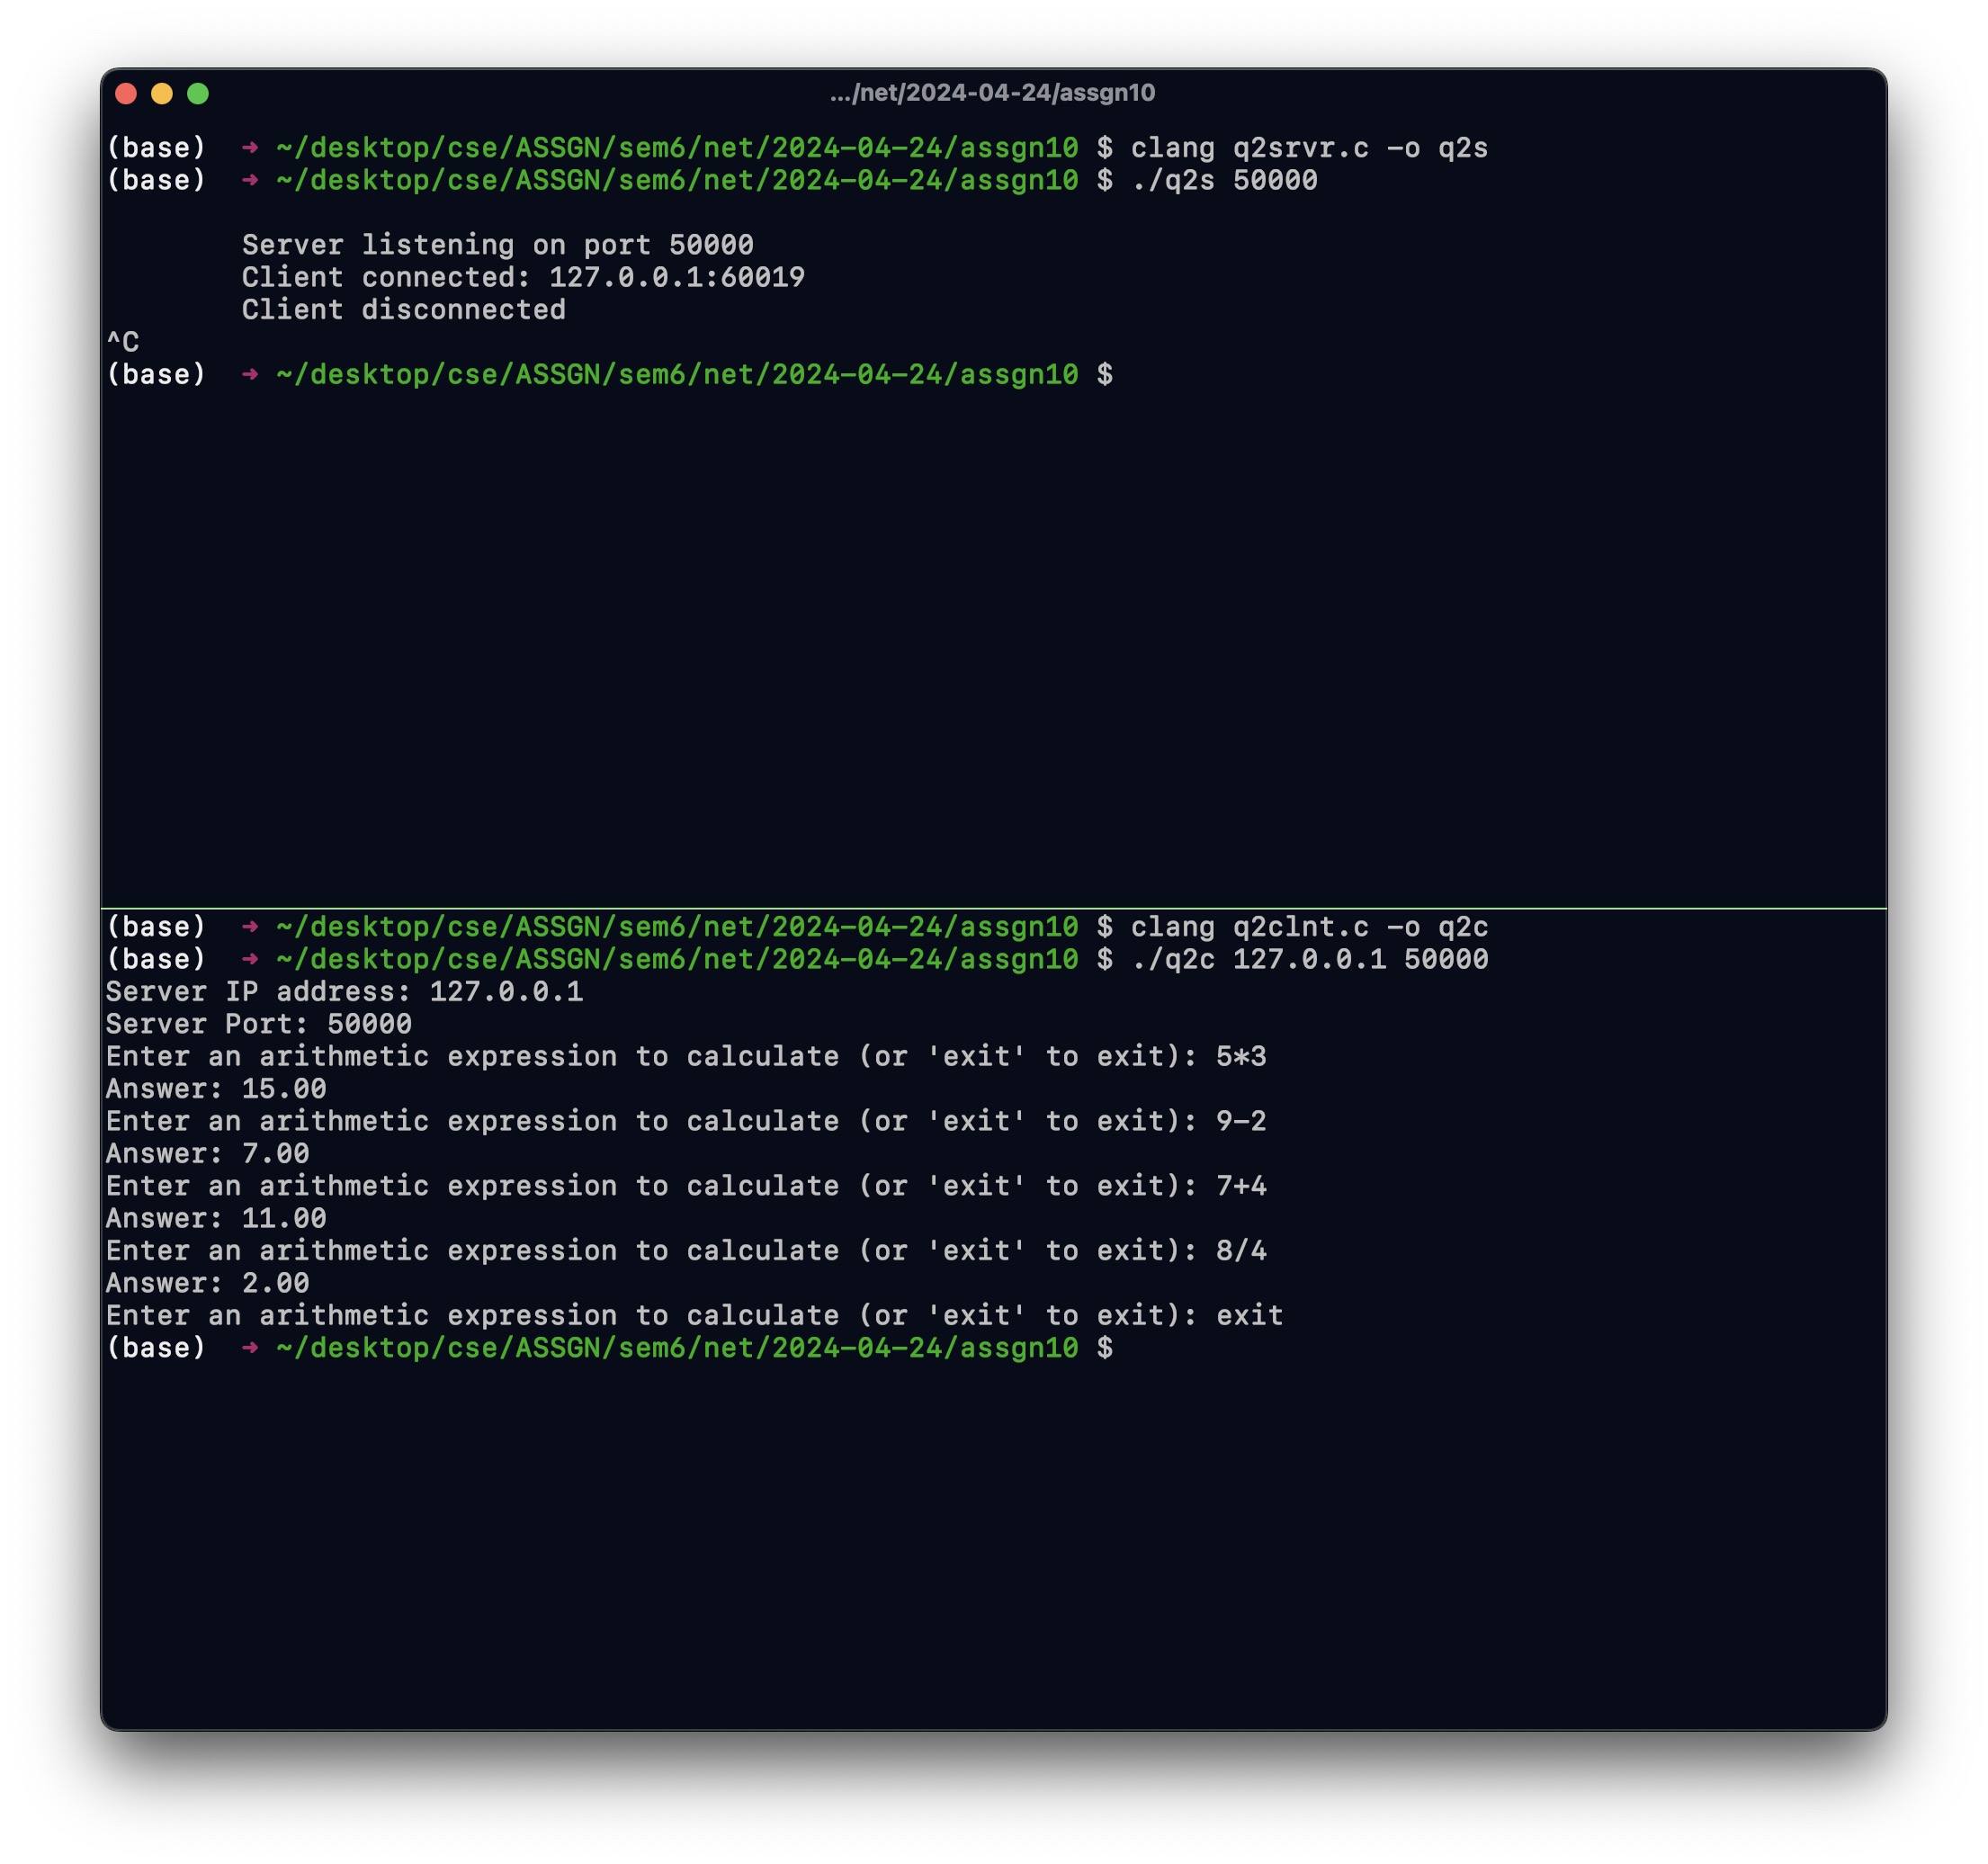 .../net/2024-04-24/assgn10
(base) ➜ ~/desktop/cse/ASSGN/sem6/net/2024-04-24/assgn10 $ clang q2srvr.c -o q2s
(base) ➜ ~/desktop/cse/ASSGN/sem6/net/2024-04-24/assgn10 $ ./q2s 50000
Server listening on port 50000
Client connected: 127.0.0.1:60019
Client disconnected
^C
(base) ➜ ~/desktop/cse/ASSGN/sem6/net/2024-04-24/assgn10 $
(base) ➜ ~/desktop/cse/ASSGN/sem6/net/2024-04-24/assgn10 $ clang q2clnt.c -o q2c
(base) ➜ ~/desktop/cse/ASSGN/sem6/net/2024-04-24/assgn10 $ ./q2c 127.0.0.1 50000
Server IP address: 127.0.0.1
Server Port: 50000
Enter an arithmetic expression to calculate (or 'exit' to exit): 5*3
Answer: 15.00
Enter an arithmetic expression to calculate (or 'exit' to exit): 9-2
Answer: 7.00
Enter an arithmetic expression to calculate (or 'exit' to exit): 7+4
Answer: 11.00
Enter an arithmetic expression to calculate (or 'exit' to exit): 8/4
Answer: 2.00
Enter an arithmetic expression to calculate (or 'exit' to exit): exit
(base) ➜ ~/desktop/cse/ASSGN/sem6/net/2024-04-24/assgn10 $